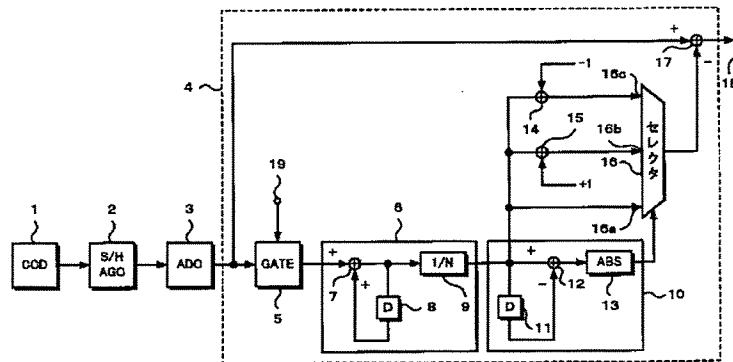 +
17
−
18
4
−1
16c
14
15
16b
16
セレクタ
+1
16a
19
6
1
2
3
CCD
S/H
AGC
ADC
GATE
5
+
7
+
D
8
1/N
9
+
12
−
D
11
ABS
13
10